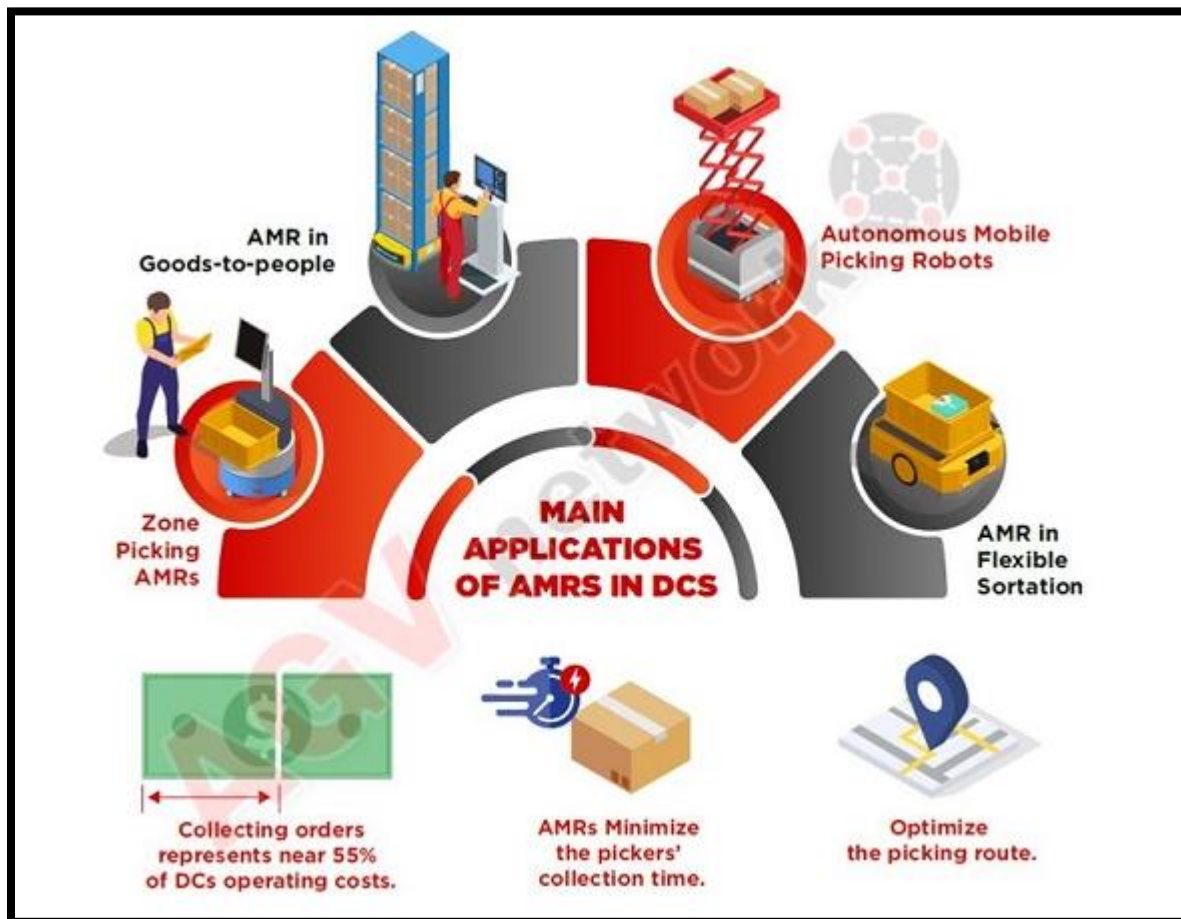 AMR in
Goods-to-people
Autonomous Mobile
Picking Robots
Zone
Picking
AMRs
MAIN
APPLICATIONS
OF AMRS IN DCS
AMR in
Flexible
Sortation
AGV network
Collecting orders
represents near 55%
of DCs operating costs.
AMRs Minimize
the pickers'
collection time.
Optimize
the picking route.